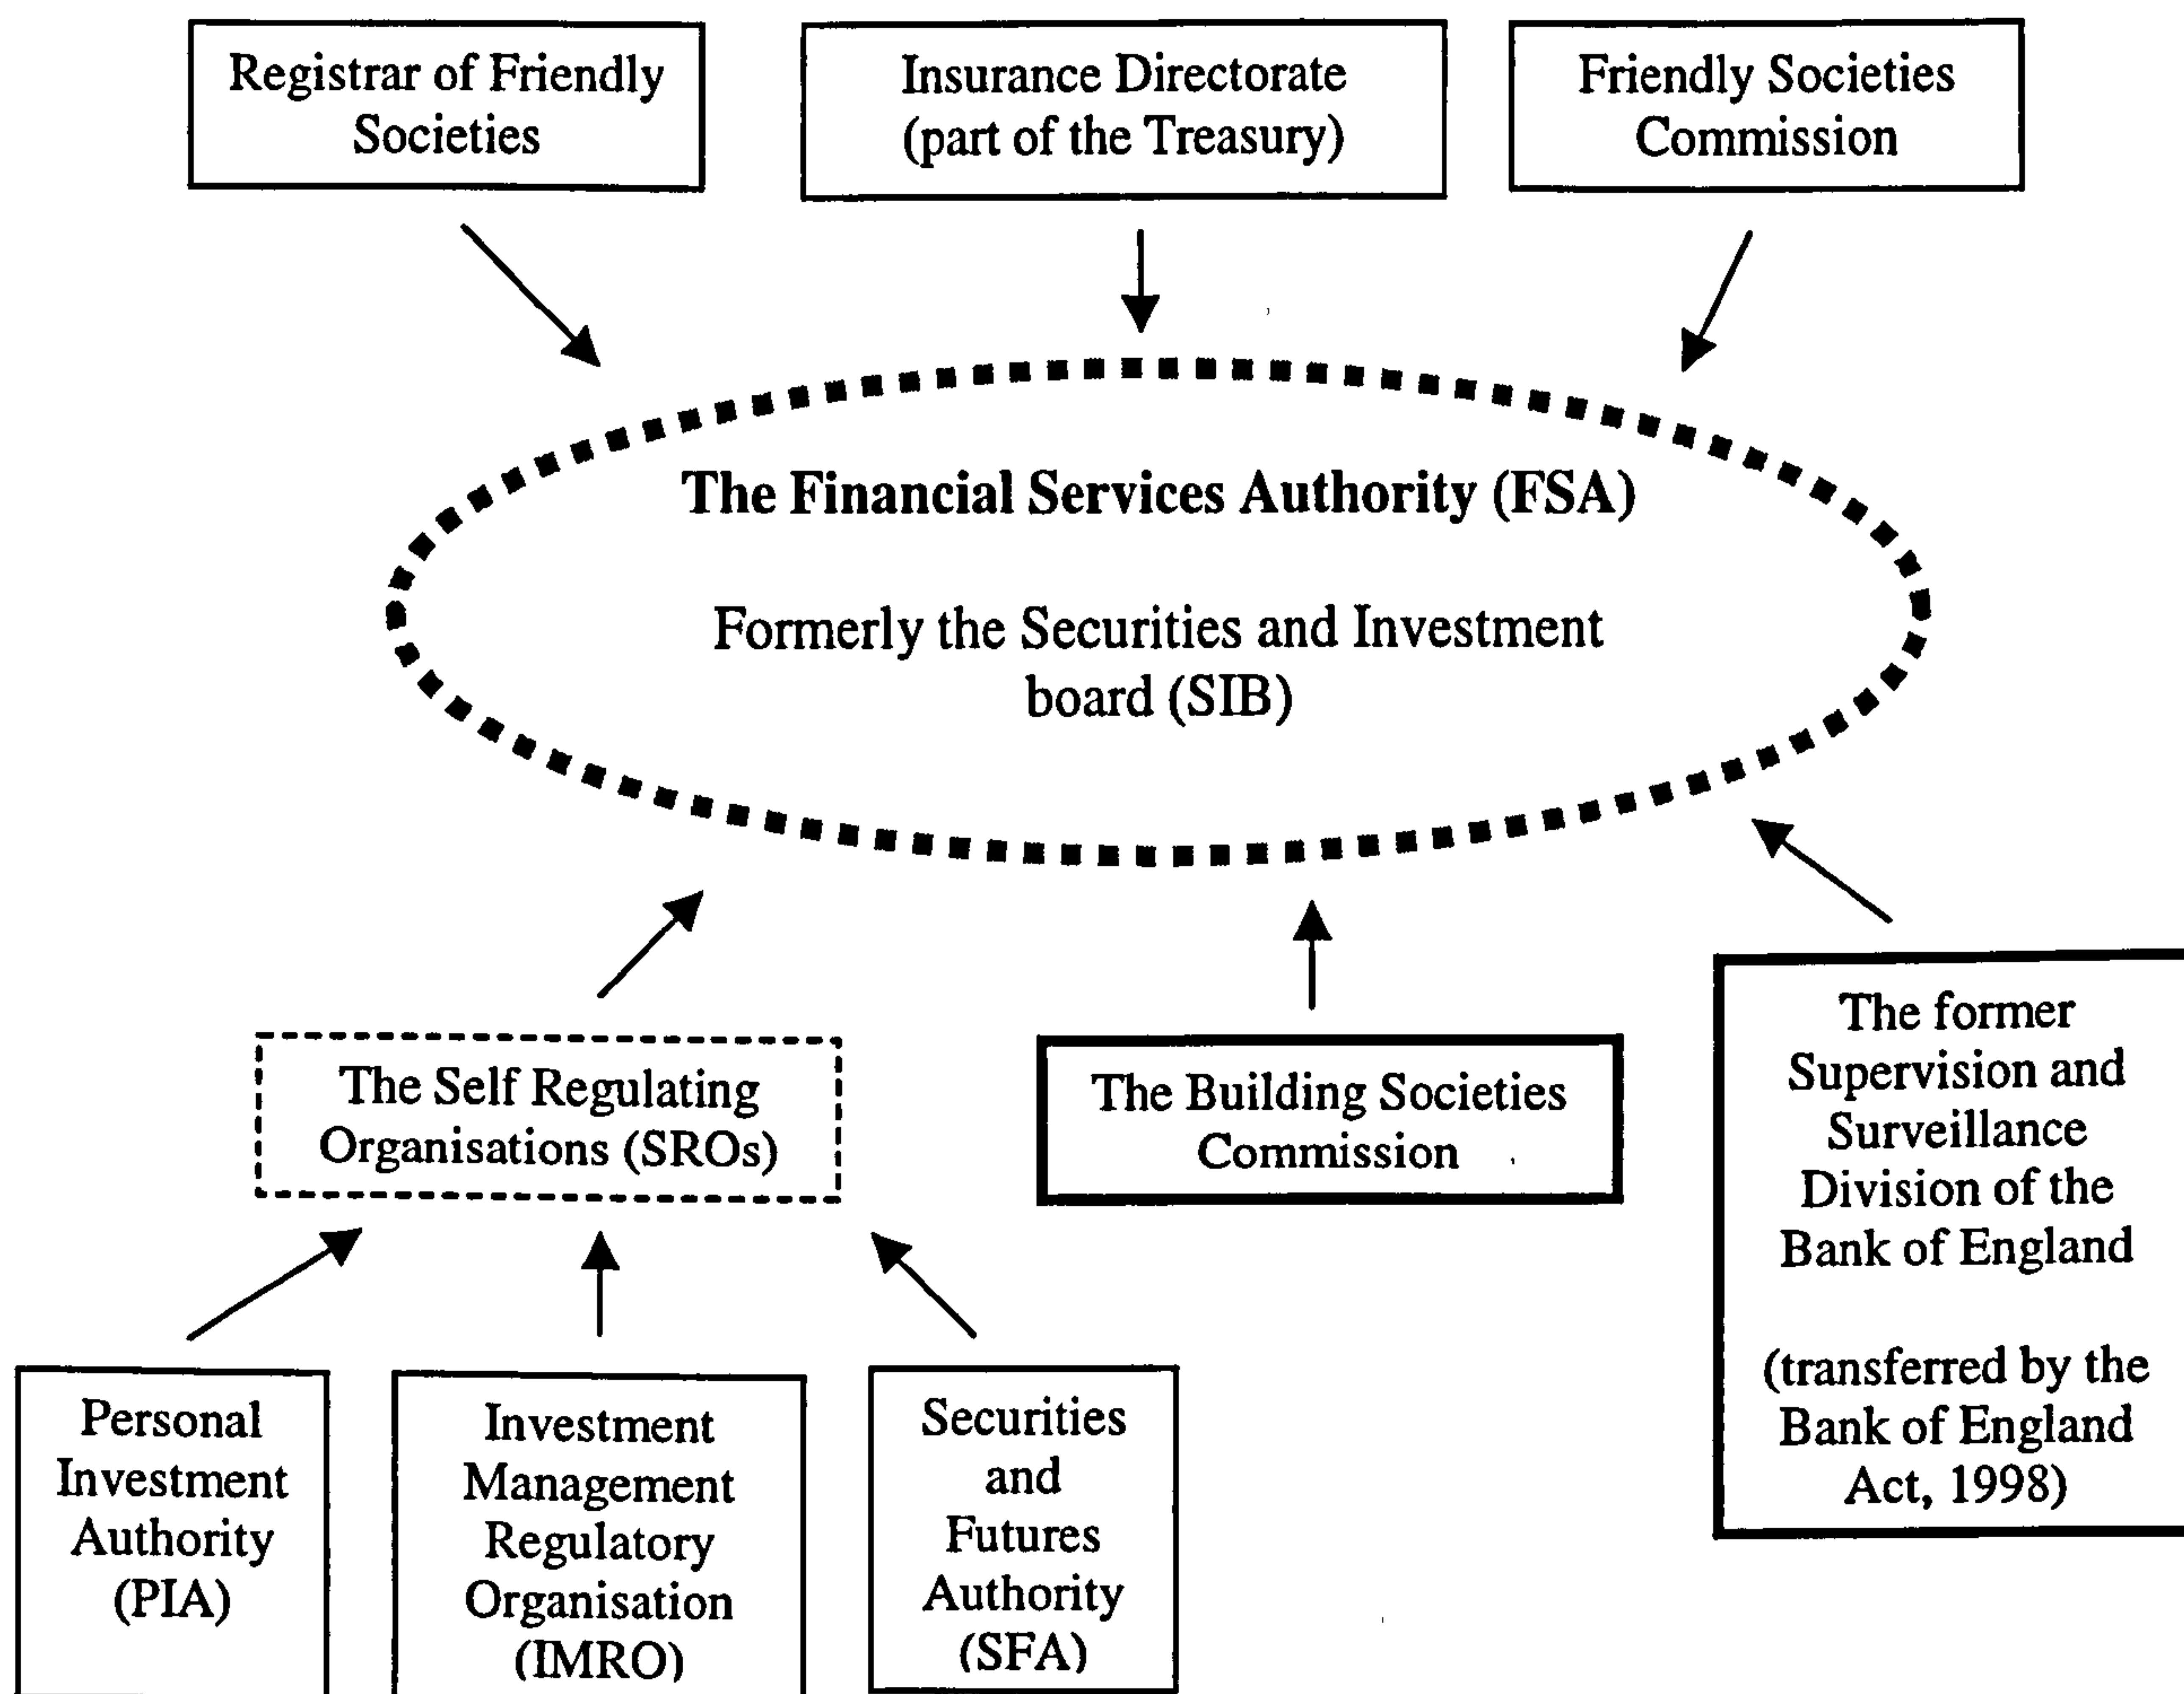 Registrar of Friendly
Societies
Insurance Directorate
(part of the Treasury)
Friendly Societies
Commission
The Financial Services Authority (FSA)
Formerly the Securities and Investment
board (SIB)
The Self Regulating
Organisations (SROs)
The Building Societies
Commission
The former
Supervision and
Surveillance
Division of the
Bank of England
(transferred by the
Bank of England
Act, 1998)
Personal
Investment
Authority
(PIA)
Investment
Management
Regulatory
Organisation
(IMRO)
Securities
and
Futures
Authority
(SFA)